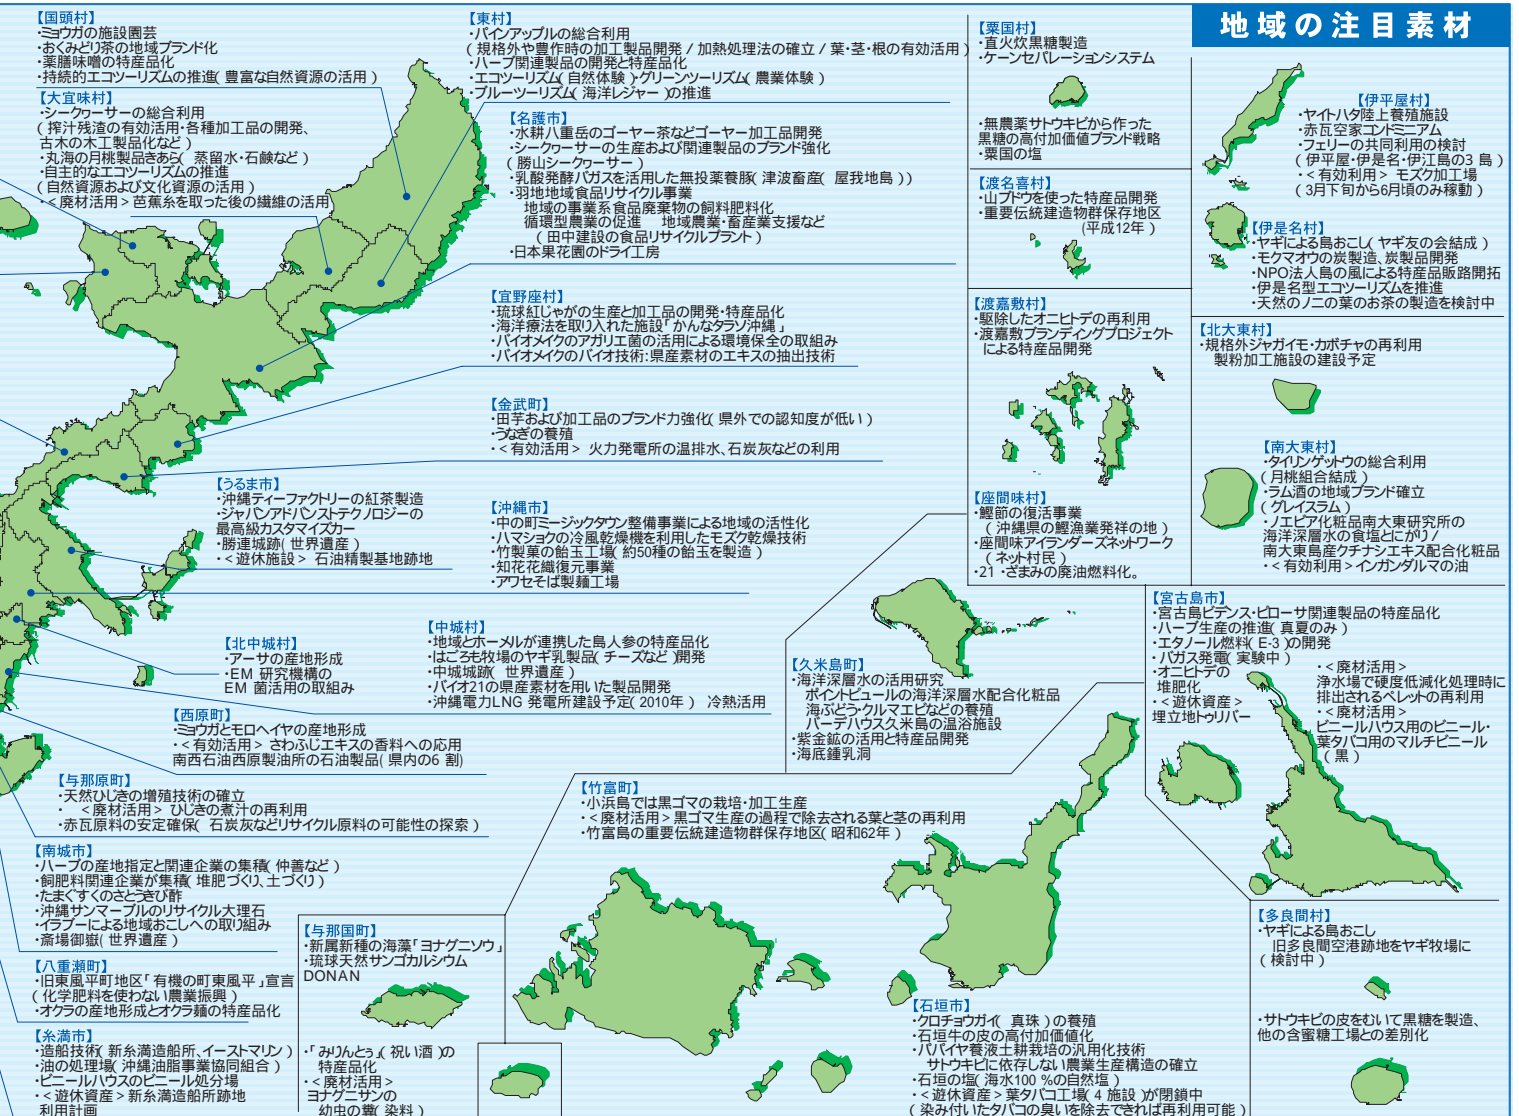 地域の注目素材
【国頭村】
・ミョウガの施設園芸
・おくみどり茶の地域ブランド化
・薬膳味噌の特産品化
・持続的エコツーリズムの推進(豊富な自然資源の活用)
【大宜味村】
・シークヮーサーの総合利用
(搾汁残渣の有効活用・各種加工品の開発、
古木の木工製品化など)
・丸海の月桃製品きあら(蒸留水・石鹸など)
・自主的なエコツーリズムの推進
(自然資源および文化資源の活用)
・<廃材活用>芭蕉糸を取った後の繊維の活用
【東村】
・パインアップルの総合利用
(規格外や豊作時の加工製品開発/加熱処理法の確立/葉・茎・根の有効活用)
・ハーブ関連製品の開発と特産品化
・エコツーリズム(自然体験)・グリーンツーリズム(農業体験)
・ブルーツーリズム(海洋レジャー)の推進
【名護市】
・水耕八重岳のゴーヤー茶などゴーヤー加工品開発
・シークヮーサーの生産および関連製品のブランド強化
(勝山シークヮーサー)
・乳酸発酵バガスを活用した無投薬養豚(津波畜産(屋我地島))
・羽地地域食品リサイクル事業
地域の事業系食品廃棄物の飼料肥料化
循環型農業の促進 地域農業・畜産業支援など
(田中建設の食品リサイクルプラント)
・日本果花園のドライ工房
【宜野座村】
・琉球紅じゃがの生産と加工品の開発・特産品化
・海洋療法を取り入れた施設「かんなタラソ沖縄」
・バイオメイクのアガリエ菌の活用による環境保全の取組み
・バイオメイクのバイオ技術:県産素材のエキスの抽出技術
【金武町】
・田芋および加工品のブランド力強化(県外での認知度が低い)
・うなぎの養殖
・<有効活用> 火力発電所の温排水、石炭灰などの利用
【うるま市】
・沖縄ティーファクトリーの紅茶製造
・ジャパンアドバンストテクノロジーの
最高級カスタマイズカー
・勝連城跡(世界遺産)
・<遊休施設> 石油精製基地跡地
【沖縄市】
・中の町ミュージックタウン整備事業による地域の活性化
・ハマショクの冷風乾燥機を利用したモズク乾燥技術
・竹製菓の飴玉工場(約50種の飴玉を製造)
・知花花織復元事業
・アワセそば製麺工場
【北中城村】
・アーサの産地形成
・EM 研究機構の
EM 菌活用の取組み
【中城村】
・地域とホーメルが連携した島人参の特産品化
・はごろも牧場のヤギ乳製品(チーズなど)開発
・中城城跡(世界遺産)
・バイオ21の県産素材を用いた製品開発
・沖縄電力LNG 発電所建設予定(2010年) 冷熱活用
【西原町】
・ミョウガとモロヘイヤの産地形成
・<有効活用> さわふじエキスの香料への応用
南西石油西原製油所の石油製品(県内の6 割)
【与那原町】
・天然ひじきの増殖技術の確立
・ <廃材活用> ひじきの煮汁の再利用
・赤瓦原料の安定確保(石炭灰などリサイクル原料の可能性の探索)
【南城市】
・ハーブの産地指定と関連企業の集積(仲善など)
・飼肥料関連企業が集積(堆肥づくり、土づくり)
・たまぐすくのさとうきび酢
・沖縄サンマーブルのリサイクル大理石
・イラブーによる地域おこしへの取り組み
・斎場御嶽(世界遺産)
【八重瀬町】
・旧東風平町地区「有機の町東風平」宣言
(化学肥料を使わない農業振興)
・オクラの産地形成とオクラ麺の特産品化
【糸満市】
・造船技術(新糸満造船所、イーストマリン)
・油の処理場(沖縄油脂事業協同組合)
・ビニールハウスのビニール処分場
・<遊休資産>新糸満造船所跡地
利用計画
【粟国村】
・直火炊黒糖製造
・ケーンセパレーションシステム
・無農薬サトウキビから作った
黒糖の高付加価値ブランド戦略
・粟国の塩
【渡名喜村】
・山ブドウを使った特産品開発
・重要伝統建造物群保存地区
(平成12年)
【渡嘉敷村】
・駆除したオニヒトデの再利用
・渡嘉敷ブランディングプロジェクト
による特産品開発
【座間味村】
・鰹節の復活事業
(沖縄県の鰹漁業発祥の地)
・座間味アイランダーズネットワーク
(ネット村民)
・21・ざまみの廃油燃料化。
【伊平屋村】
・ヤイトハタ陸上養殖施設
・赤瓦空家コンドミニアム
・フェリーの共同利用の検討
(伊平屋・伊是名・伊江島の3 島)
・<有効利用> モズク加工場
(3月下旬から6月頃のみ稼動)
【伊是名村】
・ヤギによる島おこし(ヤギ友の会結成)
・モクマオウの炭製造、炭製品開発
・NPO法人島の風による特産品販路開拓
・伊是名型エコツーリズムを推進
・天然のノニの葉のお茶の製造を検討中
【北大東村】
・規格外ジャガイモ・カボチャの再利用
製粉加工施設の建設予定
【南大東村】
・タイリンゲットウの総合利用
(月桃組合結成)
・ラム酒の地域ブランド確立
(グレイスラム)
・ノエビア化粧品南大東研究所の
海洋深層水の食塩とにがり/
南大東島産クチナシエキス配合化粧品
・<有効利用>インガンダルマの油
【久米島町】
・海洋深層水の活用研究
ポイントピュールの海洋深層水配合化粧品
海ぶどう・クルマエビなどの養殖
バーデハウス久米島の温浴施設
・紫金鉱の活用と特産品開発
・海底鍾乳洞
【宮古島市】
・宮古島ビデンス・ピローサ関連製品の特産品化
・ハーブ生産の推進(真夏のみ)
・エタノール燃料(E-3)の開発
・バガス発電(実験中)
・オニヒトデの
堆肥化
・<遊休資産>
埋立地トゥリバー
・<廃材活用>
浄水場で硬度低減化処理時に
排出されるペレットの再利用
・<廃材活用>
ビニールハウス用のビニール・
葉タバコ用のマルチビニール
(黒)
【竹富町】
・小浜島では黒ゴマの栽培・加工生産
・<廃材活用>黒ゴマ生産の過程で除去される葉と茎の再利用
・竹富島の重要伝統建造物群保存地区(昭和62年)
【与那国町】
・新属新種の海藻「ヨナグニソウ」
・琉球天然サンゴカルシウム
DONAN
・「みりんとぅ」(祝い酒)の
特産品化
・<廃材活用>
ヨナグニサンの
幼虫の糞(染料)
【石垣市】
・クロチョウガイ(真珠)の養殖
・石垣牛の皮の高付加価値化
・パパイヤ養液土耕栽培の汎用化技術
サトウキビに依存しない農業生産構造の確立
・石垣の塩(海水100 %の自然塩)
・<遊休資産>葉タバコ工場(4 施設)が閉鎖中
(染み付いたタバコの臭いを除去できれば再利用可能)
【多良間村】
・ヤギによる島おこし
旧多良間空港跡地をヤギ牧場に
(検討中)
・サトウキビの皮をむいて黒糖を製造、
他の含蜜糖工場との差別化